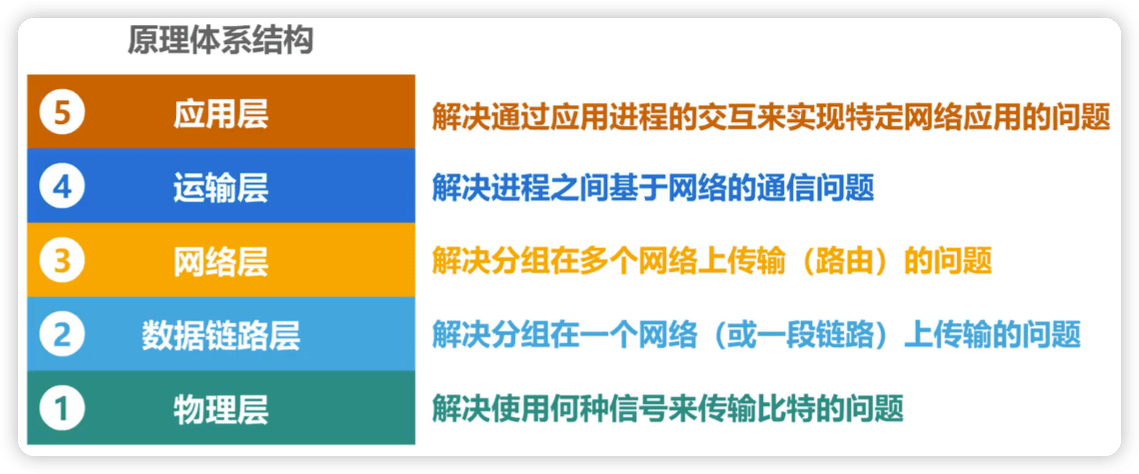 原理体系结构
5 应用层 解决通过应用进程的交互来实现特定网络应用的问题
4 运输层 解决进程之间基于网络的通信问题
3 网络层 解决分组在多个网络上传输（路由）的问题
2 数据链路层 解决分组在一个网络（或一段链路）上传输的问题
1 物理层 解决使用何种信号来传输比特的问题